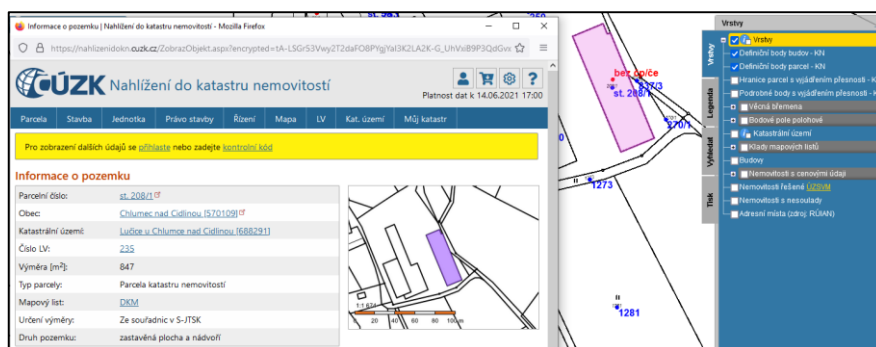 Informace o pozemku | Nahlížení do katastru nemovitostí - Mozilla Firefox
https://nahlizenidokn.cuzk.cz/ZobrazObjekt.aspx?encrypted=
ČÚZK Nahlížení do katastru nemovitostí
Platnost dat k 14.06.2021 17:00
Parcela Stavba Jednotka Právo stavby Řízení Mapa LV Kat. území Můj katastr
Pro zobrazení dalších údajů se přihlaste nebo zadejte kontrolní kód
Informace o pozemku
Parcelní číslo: st. 208/1
Obec: Chlumec nad Cidlinou [570109]
Katastrální území: Lučice u Chlumce nad Cidlinou [688291]
Číslo LV: 235
Výměra [m²]: 847
Typ parcely: Parcela katastru nemovitostí
Mapový list: DKM
Určení výměry: Ze souřadnic v S-JTSK
Druh pozemku: zastavěná plocha a nádvoří
20 40 60 80 100m
bez čp/če
st. 208/1
270/1
1273
1281
Vrstvy
Vrstvy
Definiční body budov - KN
Definiční body parcel - KN
Hranice parcel s vyjádřením přesnosti - K
Podrobné body s vyjádřením přesnosti - K
Věcná břemena
Bodové pole polohové
Katastrální území
Klady mapových listů
Budovy
Nemovitosti s cenovými údaji
Nemovitosti řešené ÚZSVM
Nemovitosti s nesoulady
Adresní místa (zdroj: RÚIAN)
Vrstvy
Legenda
Vyhledat
Tisk